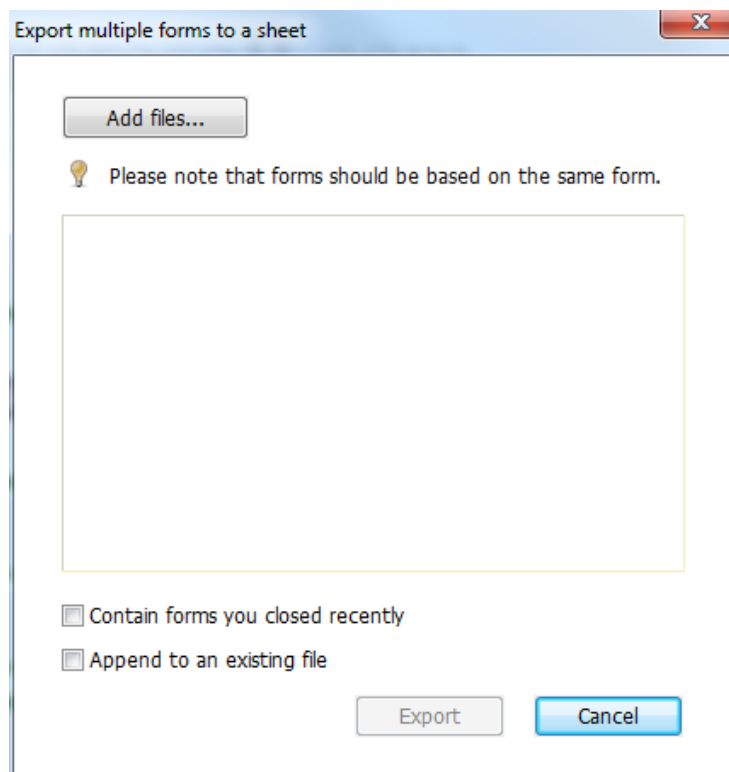 Export multiple forms to a sheet
Add files...
Please note that forms should be based on the same form.
Contain forms you closed recently
Append to an existing file
Export
Cancel